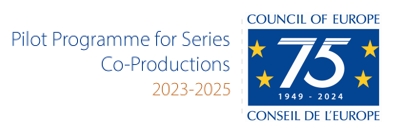 Pilot Programme for Series
Co-Productions
2023-2025
COUNCIL OF EUROPE
75
1949 - 2024
CONSEIL DE L'EUROPE